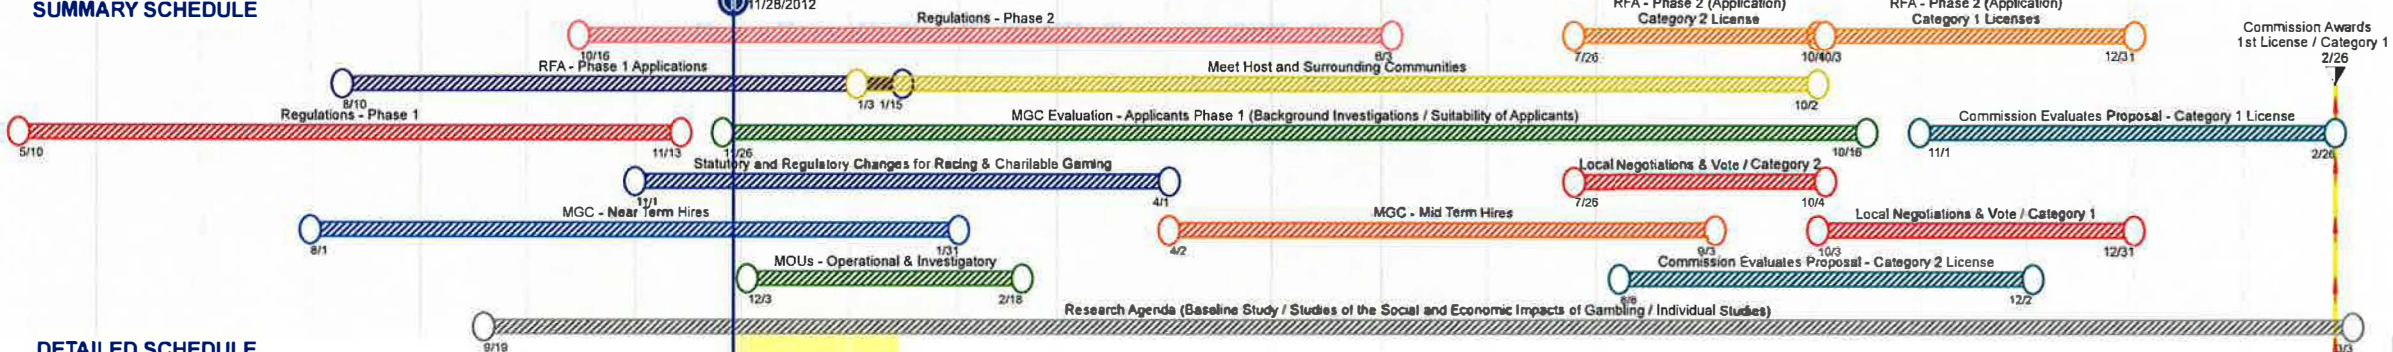 SUMMARY SCHEDULE
11/28/2012
Regulations - Phase 2
RFA - Phase 2 (Application)
Category 2 License
RFA - Phase 2 (Application)
Category 1 Licenses
Commission Awards
1st License / Category 1
2/26
10/16
6/3
7/26
10/4
10/3
12/31
RFA - Phase 1 Applications
Meet Host and Surrounding Communities
8/10
1/3 1/15
10/2
Regulations - Phase 1
MGC Evaluation - Applicants Phase 1 (Background Investigations / Suitability of Applicants)
Commission Evaluates Proposal - Category 1 License
5/10
11/13
11/26
10/16
11/1
2/26
Statutory and Regulatory Changes for Racing & Charilable Gaming
Local Negotiations & Vote / Category 2
11/1
4/1
7/26
10/4
MGC - Near Term Hires
MGC - Mid Term Hires
Local Negotiations & Vote / Category 1
8/1
1/31
4/2
9/3
10/3
12/31
MOUs - Operational & Investigatory
Commission Evaluates Proposal - Category 2 License
12/3
2/18
12/2
Research Agenda (Baseline Study / Studies of the Social and Economic Impacts of Gambling / Individual Studies)
9/19
3/3
DETAILED SCHEDULE